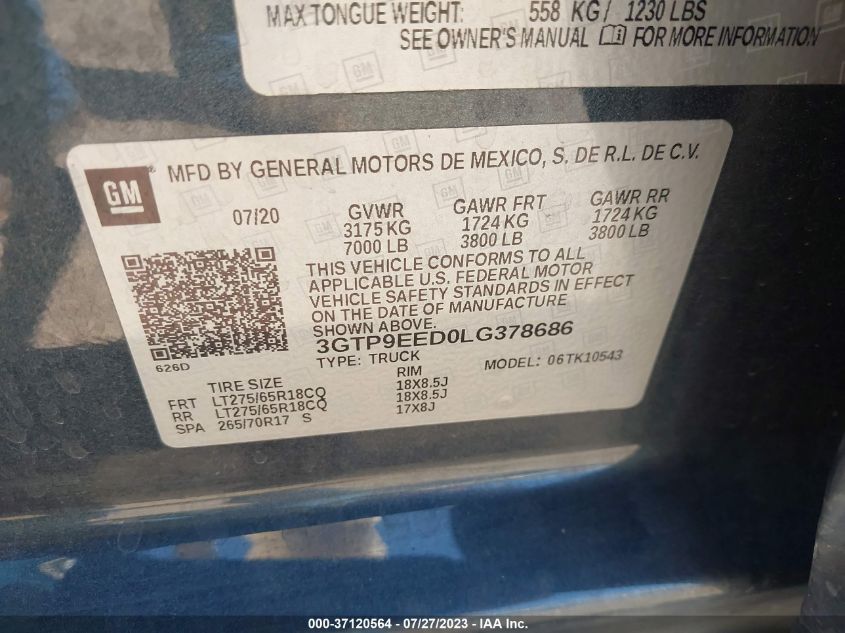 MAX TONGUE WEIGHT: 558 KG / 1230 LBS
SEE OWNER'S MANUAL FOR MORE INFORMATION
GM
MFD BY GENERAL MOTORS DE MEXICO, S. DE R.L. DE C.V.
07/20 GVWR GAWR FRT GAWR RR
3175 KG 1724 KG 1724 KG
7000 LB 3800 LB 3800 LB
THIS VEHICLE CONFORMS TO ALL
APPLICABLE U.S. FEDERAL MOTOR
VEHICLE SAFETY STANDARDS IN EFFECT
ON THE DATE OF MANUFACTURE
SHOWN ABOVE.
3GTP9EED0LG378686
626D
TYPE: TRUCK MODEL: 06TK10543
TIRE SIZE RIM
FRT LT275/65R18CQ 18X8.5J
RR LT275/65R18CQ 18X8.5J
SPA 265/70R17 S 17X8J
000-37120564 - 07/27/2023 - IAA Inc.